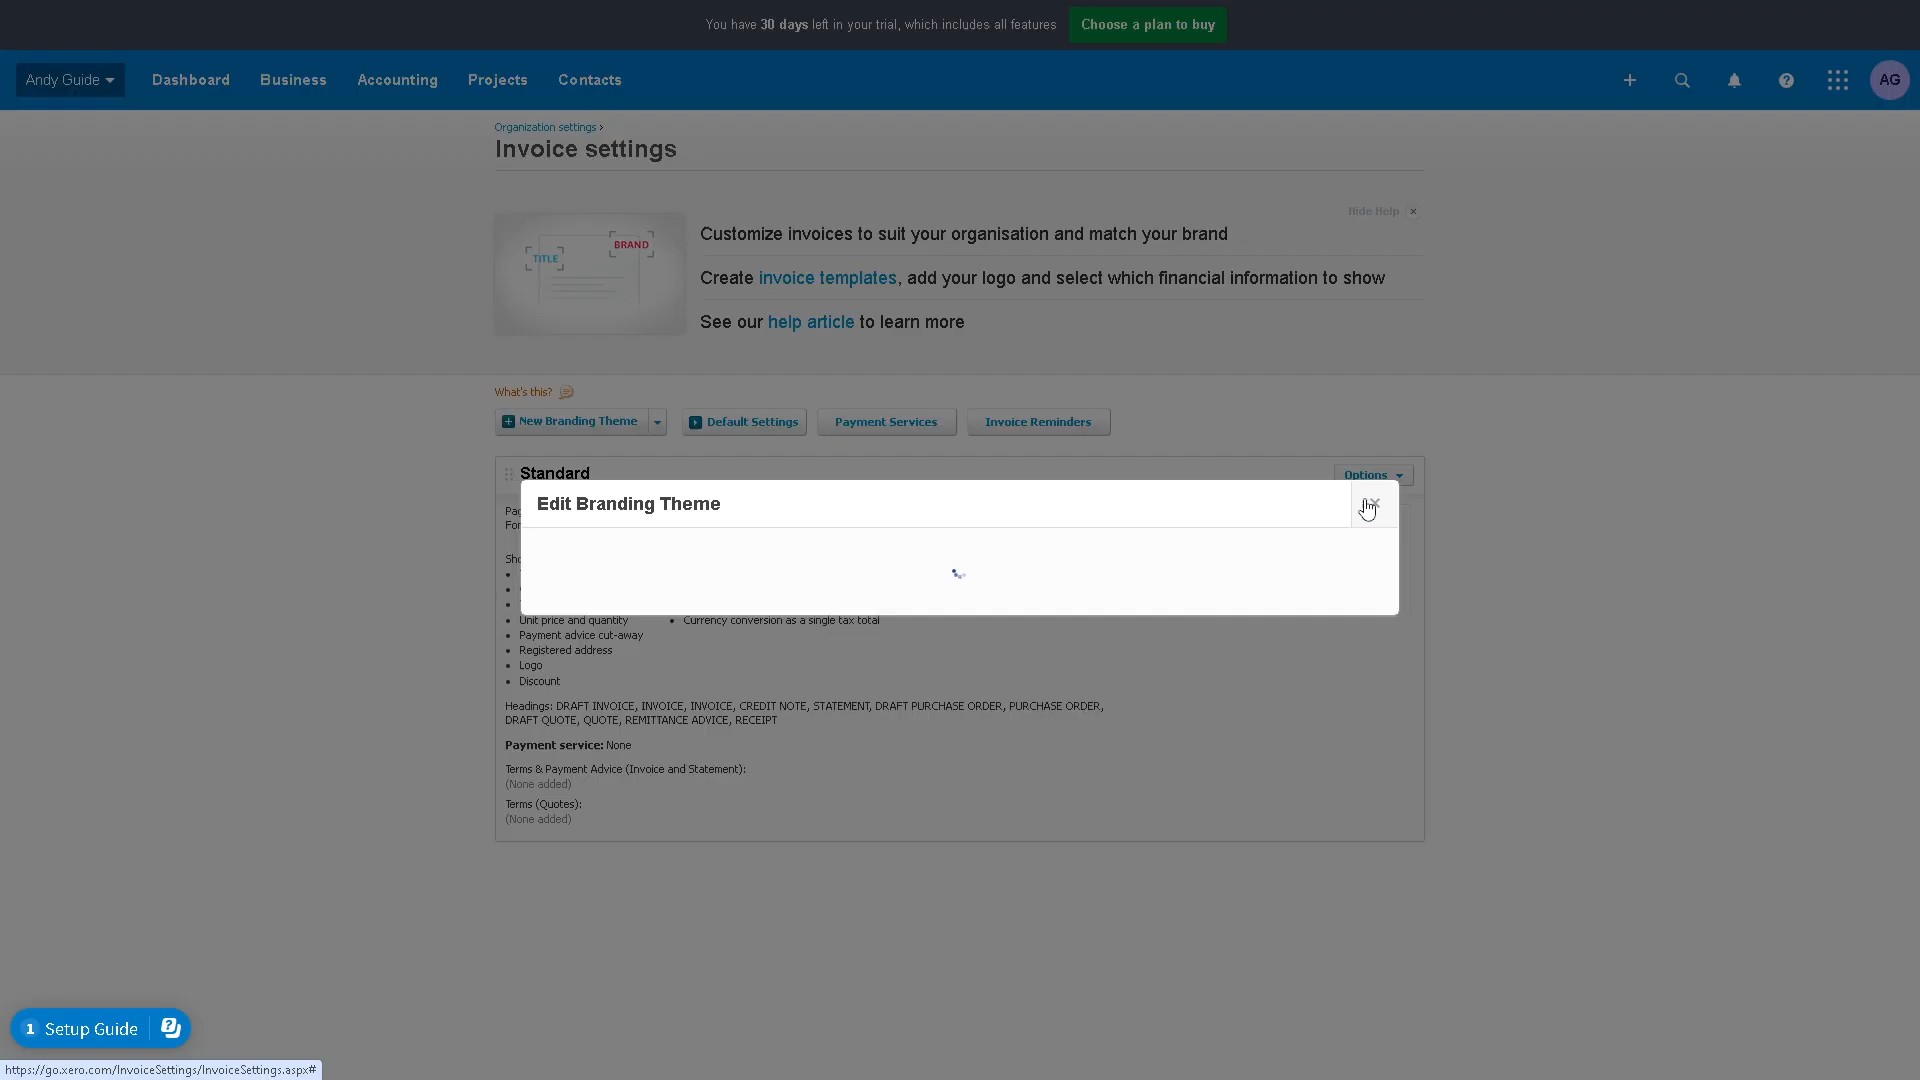 You have 30 days left in your trial, which includes all features
Choose a plan to buy
Andy Guide
Dashboard
Business
Accounting
Projects
Contacts
AG
Organization settings ›
Invoice settings
Hide Help
TITLE
BRAND
Customize invoices to suit your organisation and match your brand
Create invoice templates, add your logo and select which financial information to show
See our help article to learn more
What's this?
New Branding Theme
Default Settings
Payment Services
Invoice Reminders
Standard
Options
Edit Branding Theme
• Unit price and quantity
• Currency conversion as a single tax total
• Payment advice cut-away
• Registered address
• Logo
• Discount
Headings: DRAFT INVOICE, INVOICE, INVOICE, CREDIT NOTE, STATEMENT, DRAFT PURCHASE ORDER, PURCHASE ORDER,
DRAFT QUOTE, QUOTE, REMITTANCE ADVICE, RECEIPT
Payment service: None
Terms & Payment Advice (Invoice and Statement):
(None added)
Terms (Quotes):
(None added)
1 Setup Guide
https://go.xero.com/InvoiceSettings/InvoiceSettings.aspx#